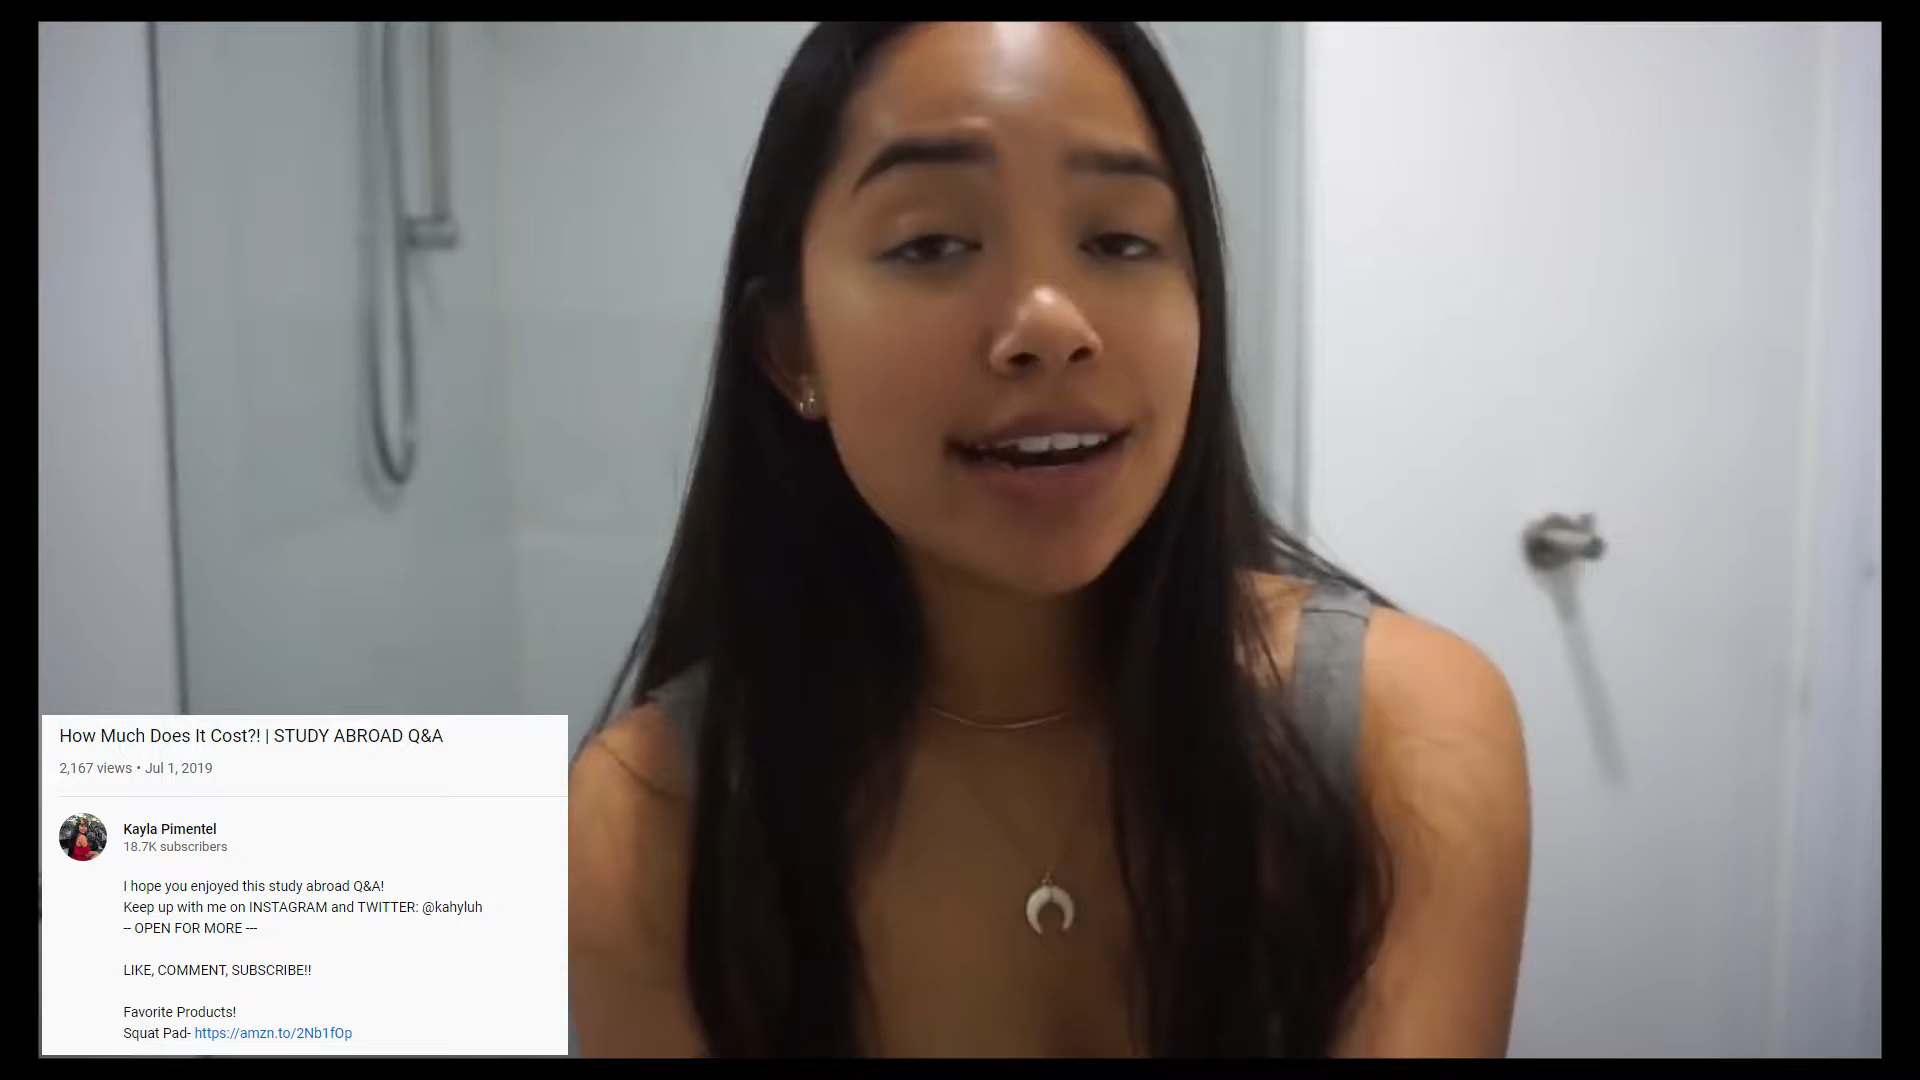 How Much Does It Cost?! | STUDY ABROAD Q&A
2,167 views • Jul 1, 2019
Kayla Pimentel
18.7K subscribers
I hope you enjoyed this study abroad Q&A!
Keep up with me on INSTAGRAM and TWITTER: @kahyluh
-- OPEN FOR MORE ---
LIKE, COMMENT, SUBSCRIBE!!
Favorite Products!
Squat Pad- https://amzn.to/2Nb1fOp